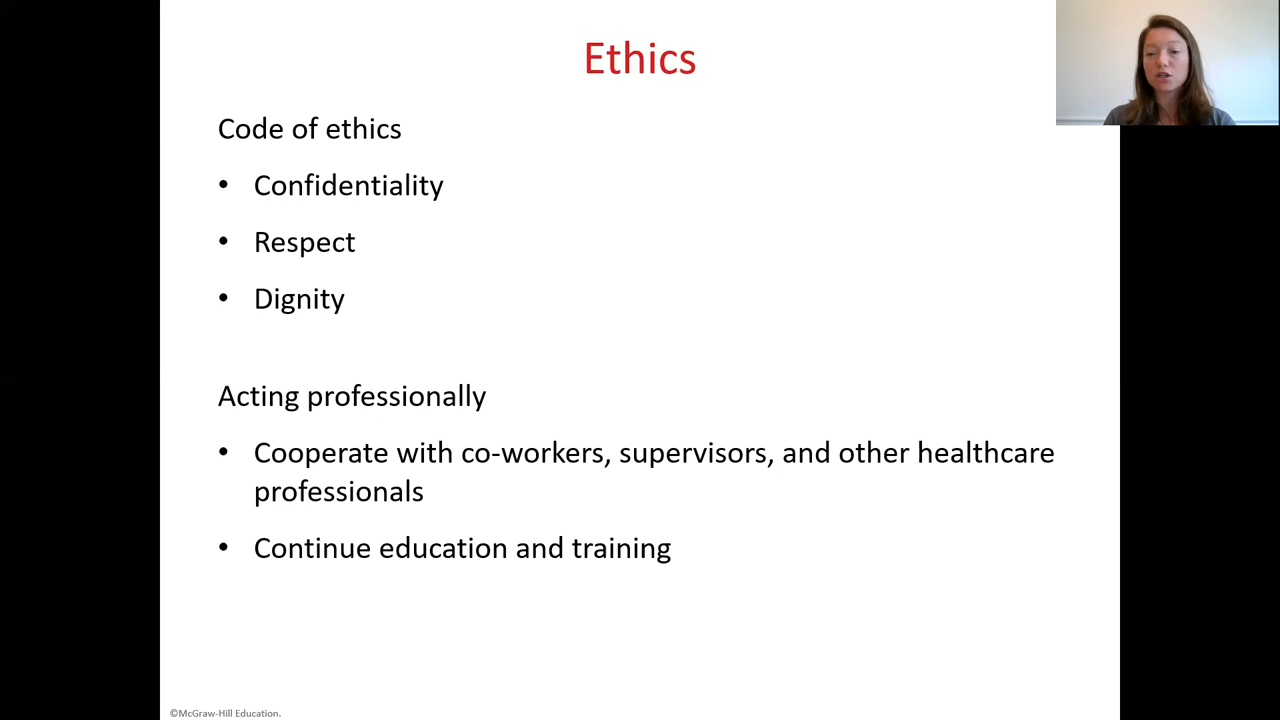 Ethics
Code of ethics
• Confidentiality
• Respect
• Dignity
Acting professionally
• Cooperate with co-workers, supervisors, and other healthcare
professionals
• Continue education and training
©McGraw-Hill Education.